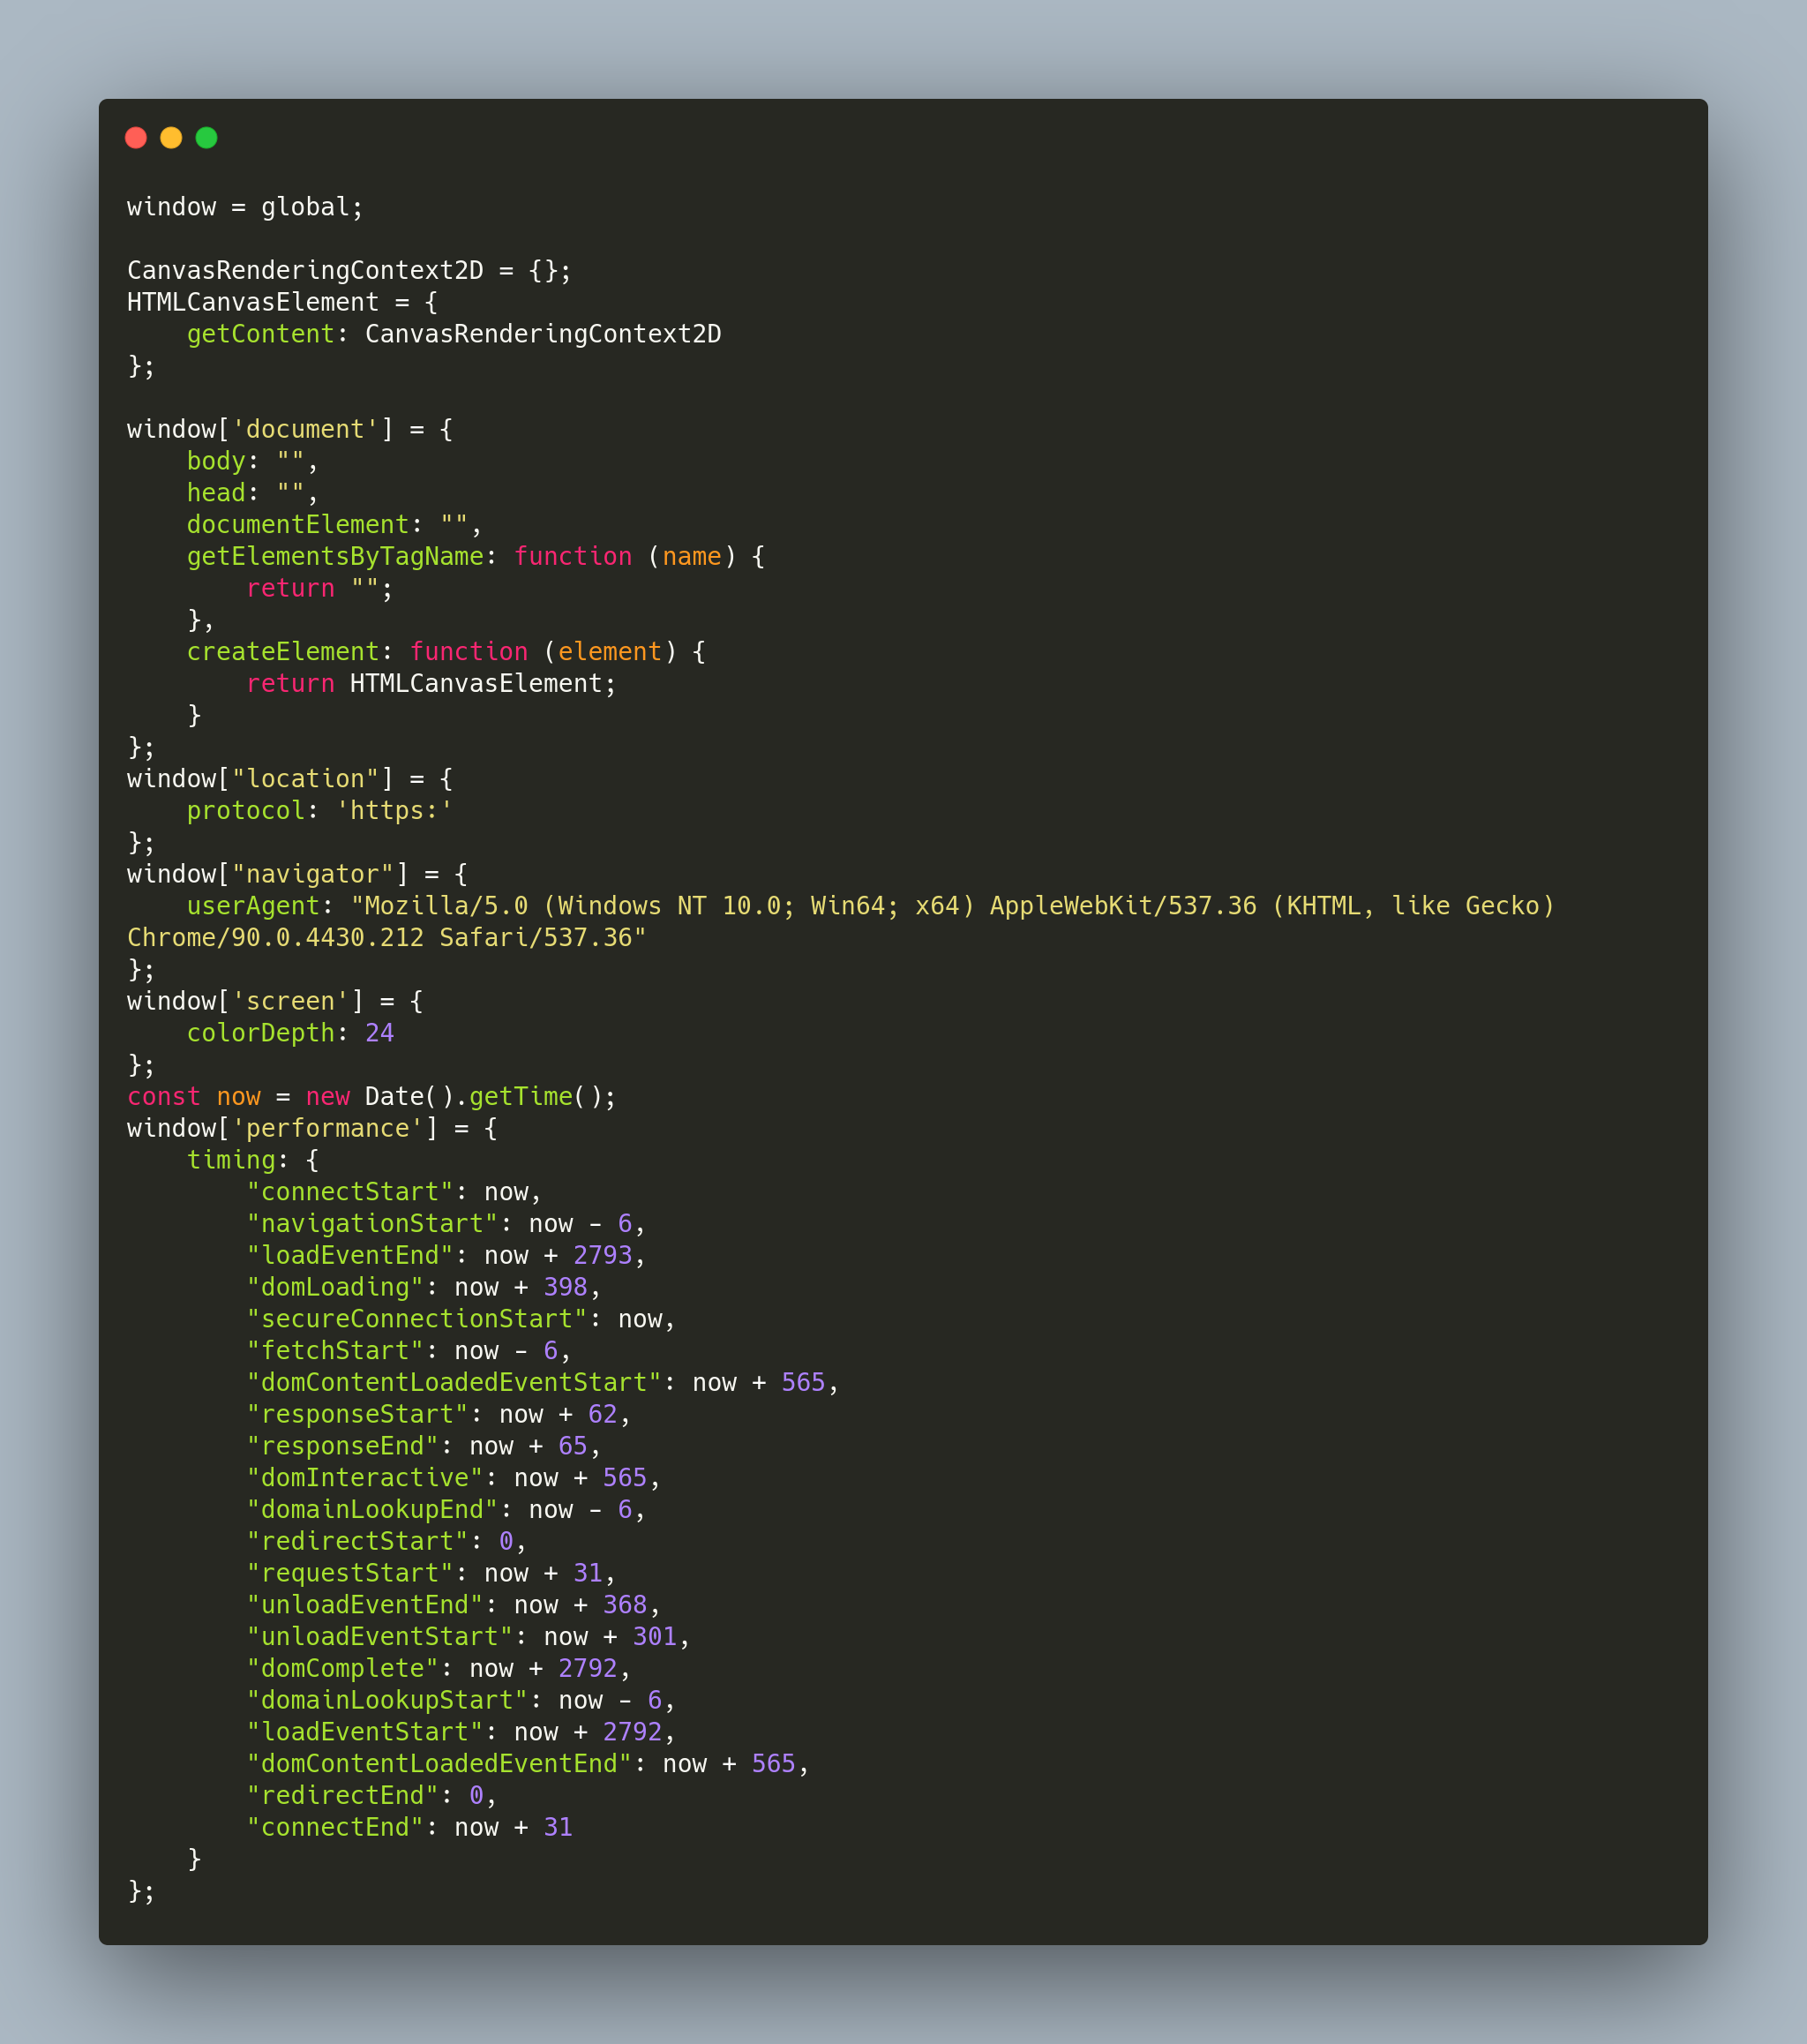 window = global;

CanvasRenderingContext2D = {};
HTMLCanvasElement = {
    getContent: CanvasRenderingContext2D
};

window['document'] = {
    body: "",
    head: "",
    documentElement: "",
    getElementsByTagName: function (name) {
        return "";
    },
    createElement: function (element) {
        return HTMLCanvasElement;
    }
};
window["location"] = {
    protocol: 'https:'
};
window["navigator"] = {
    userAgent: "Mozilla/5.0 (Windows NT 10.0; Win64; x64) AppleWebKit/537.36 (KHTML, like Gecko)
Chrome/90.0.4430.212 Safari/537.36"
};
window['screen'] = {
    colorDepth: 24
};
const now = new Date().getTime();
window['performance'] = {
    timing: {
        "connectStart": now,
        "navigationStart": now - 6,
        "loadEventEnd": now + 2793,
        "domLoading": now + 398,
        "secureConnectionStart": now,
        "fetchStart": now - 6,
        "domContentLoadedEventStart": now + 565,
        "responseStart": now + 62,
        "responseEnd": now + 65,
        "domInteractive": now + 565,
        "domainLookupEnd": now - 6,
        "redirectStart": 0,
        "requestStart": now + 31,
        "unloadEventEnd": now + 368,
        "unloadEventStart": now + 301,
        "domComplete": now + 2792,
        "domainLookupStart": now - 6,
        "loadEventStart": now + 2792,
        "domContentLoadedEventEnd": now + 565,
        "redirectEnd": 0,
        "connectEnd": now + 31
    }
};